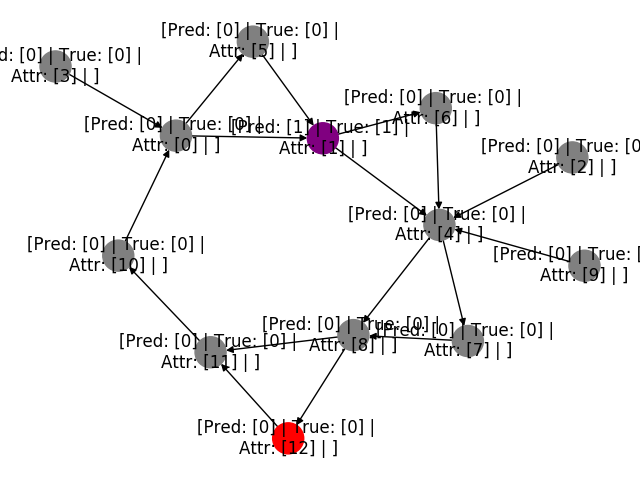 [Pred: [0] | True: [0] |
Attr: [5] | ]
d: [0] | True: [0] |
Attr: [3] | ]
[Pred: [0] | True: [0] |
Attr: [6] | ]
[Pred: [0] | True: [0] |
Attr: [0] | ]
[Pred: [1] | True: [1] |
Attr: [1] | ]
[Pred: [0] | True: [0
Attr: [2] | ]
[Pred: [0] | True: [0] |
Attr: [4] | ]
[Pred: [0] | True: [0] |
Attr: [10] | ]
[Pred: [0] | True: [
Attr: [9] | ]
[Pred: [0] | True: [0] |
Attr: [8] | ]
[Pred: [0] | True: [0] |
Attr: [7] | ]
[Pred: [0] | True: [0] |
Attr: [11] | ]
[Pred: [0] | True: [0] |
Attr: [12] | ]